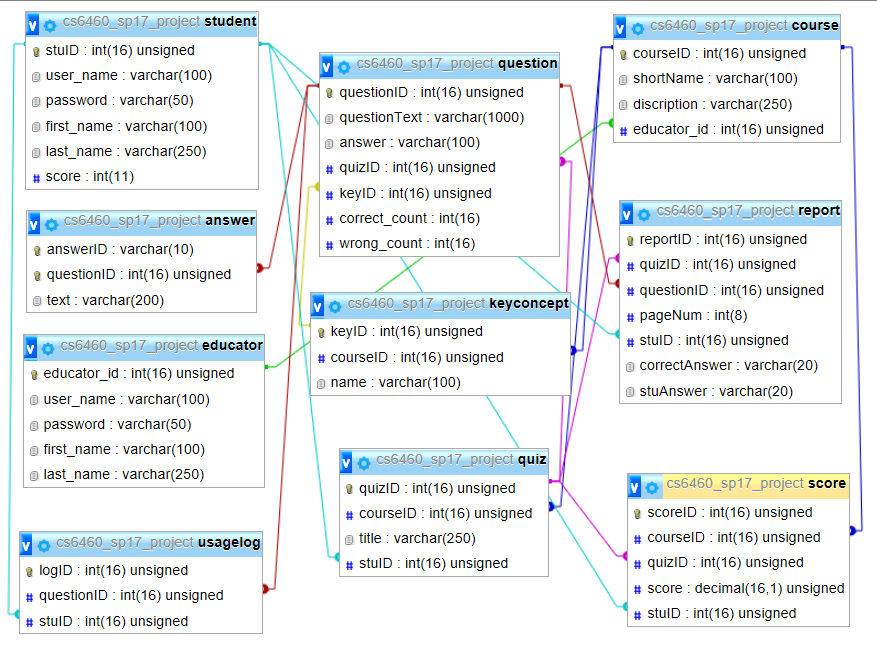 cs6460_sp17_project student
stuID : int(16) unsigned
user_name : varchar(100)
password : varchar(50)
first_name : varchar(100)
last_name : varchar(250)
score : int(11)
cs6460_sp17_project answer
answerID : varchar(10)
questionID : int(16) unsigned
text : varchar(200)
cs6460_sp17_project educator
educator_id : int(16) unsigned
user_name : varchar(100)
password : varchar(50)
first_name : varchar(100)
last_name : varchar(250)
cs6460_sp17_project usagelog
logID : int(16) unsigned
questionID : int(16) unsigned
stuID : int(16) unsigned
cs6460_sp17_project question
questionID : int(16) unsigned
questionText : varchar(1000)
answer : varchar(100)
quizID : int(16) unsigned
keyID : int(16) unsigned
correct_count : int(16)
wrong_count : int(16)
cs6460_sp17_project keyconcept
keyID : int(16) unsigned
courseID : int(16) unsigned
name : varchar(100)
cs6460_sp17_project quiz
quizID : int(16) unsigned
courseID : int(16) unsigned
title : varchar(250)
stuID : int(16) unsigned
cs6460_sp17_project course
courseID : int(16) unsigned
shortName : varchar(100)
discription : varchar(250)
educator_id : int(16) unsigned
cs6460_sp17_project report
reportID : int(16) unsigned
quizID : int(16) unsigned
questionID : int(16) unsigned
pageNum : int(8)
stuID : int(16) unsigned
correctAnswer : varchar(20)
stuAnswer : varchar(20)
cs6460_sp17_project score
scoreID : int(16) unsigned
courseID : int(16) unsigned
quizID : int(16) unsigned
score : decimal(16,1) unsigned
stuID : int(16) unsigned